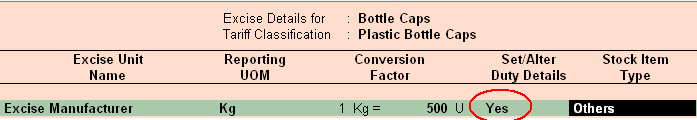 Excise Details for : Bottle Caps
Tariff Classification : Plastic Bottle Caps
Excise Unit Reporting Conversion Set/Alter Stock Item
Name UOM Factor Duty Details Type
Excise Manufacturer Kg 1 Kg = 500 U Yes Others